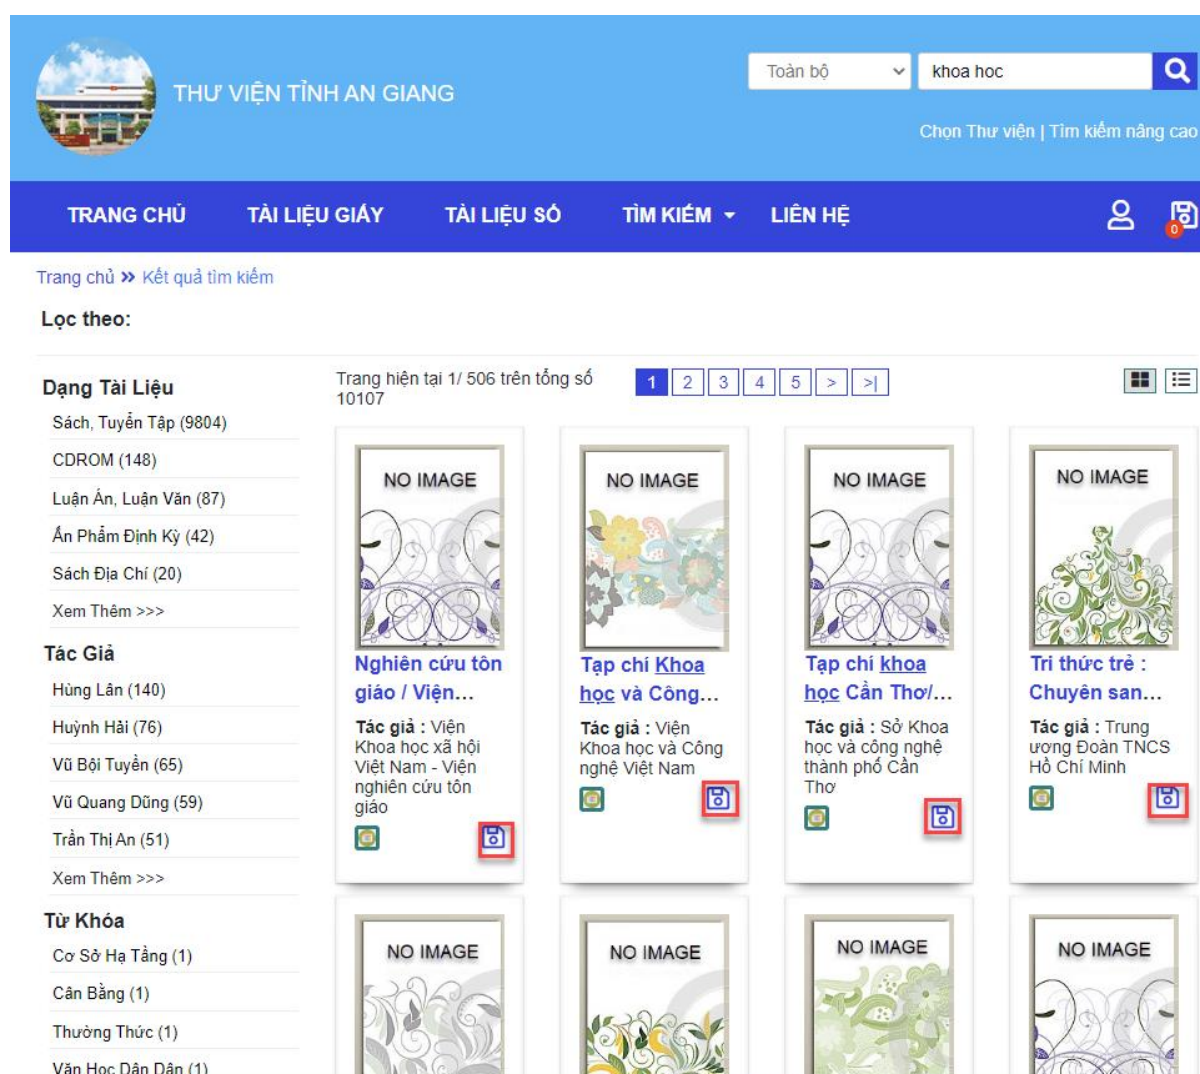 THƯ VIỆN TỈNH AN GIANG
Toàn bộ
khoa hoc
Chọn Thư viện | Tìm kiếm nâng cao
TRANG CHỦ
TÀI LIỆU GIẤY
TÀI LIỆU SỐ
TÌM KIẾM
LIÊN HỆ
0
Trang chủ » Kết quả tìm kiếm
Lọc theo:
Dạng Tài Liệu
Sách, Tuyển Tập (9804)
CDROM (148)
Luận Án, Luận Văn (87)
Ấn Phẩm Định Kỳ (42)
Sách Địa Chí (20)
Xem Thêm >>>
Tác Giả
Hùng Lân (140)
Huỳnh Hải (76)
Vũ Bội Tuyền (65)
Vũ Quang Dũng (59)
Trần Thị An (51)
Xem Thêm >>>
Từ Khóa
Cơ Sở Hạ Tầng (1)
Cân Bằng (1)
Thường Thức (1)
Văn Học Dân Dân (1)
Trang hiện tại 1/ 506 trên tổng số
10107
1 2 3 4 5 > >|
NO IMAGE
Nghiên cứu tôn
giáo / Viện...
Tác giả : Viện
Khoa học xã hội
Việt Nam - Viện
nghiên cứu tôn
giáo
NO IMAGE
Tạp chí Khoa
học và Công...
Tác giả : Viện
Khoa học và Công
nghệ Việt Nam
NO IMAGE
Tạp chí khoa
học Cần Thơ/...
Tác giả : Sở Khoa
học và công nghệ
thành phố Cần
Thơ
NO IMAGE
Tri thức trẻ :
Chuyên san...
Tác giả : Trung
ương Đoàn TNCS
Hồ Chí Minh
NO IMAGE
NO IMAGE
NO IMAGE
NO IMAGE